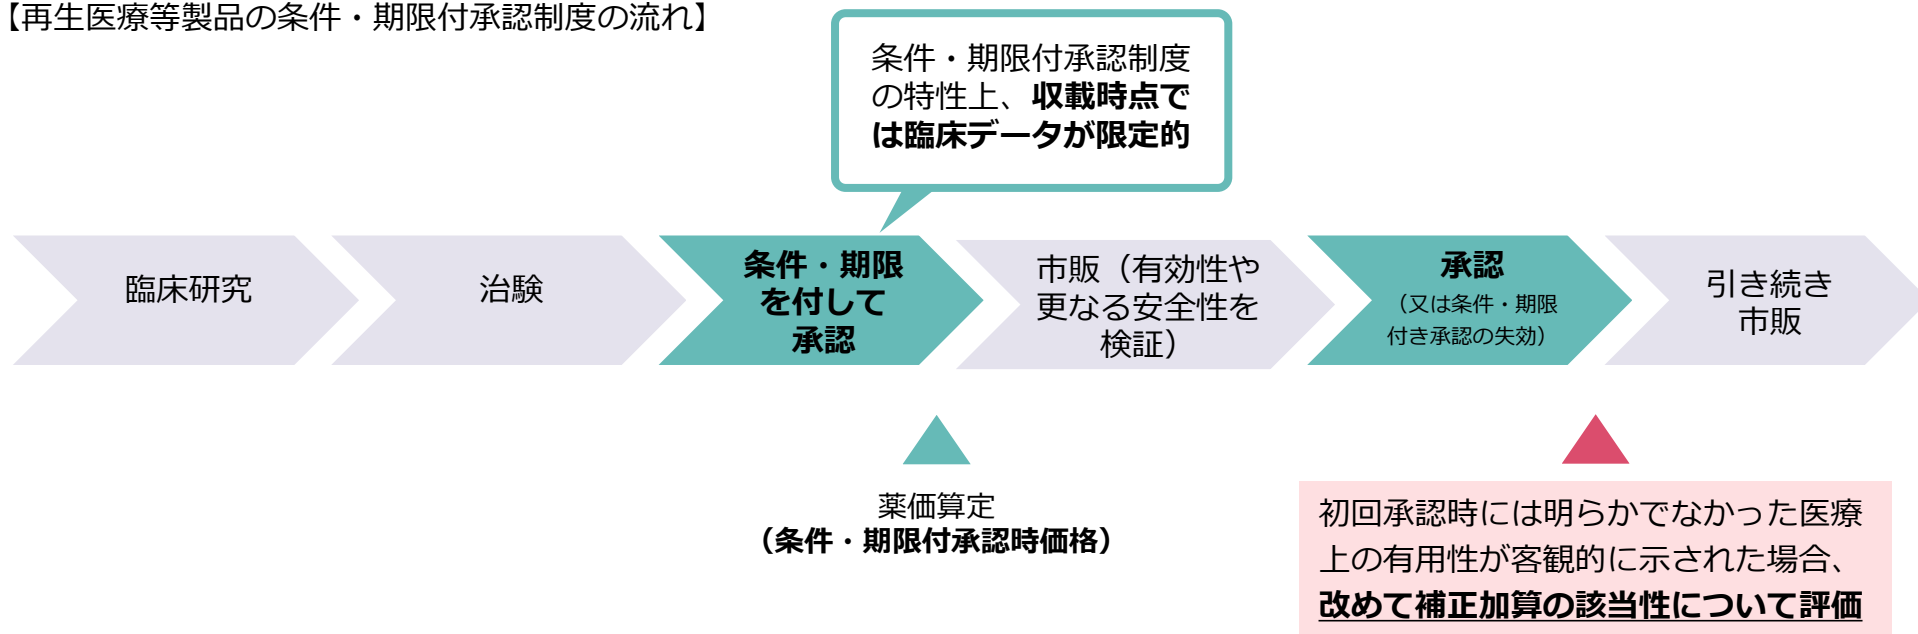 【再生医療等製品の条件・期限付承認制度の流れ】
条件・期限付承認制度
の特性上、収載時点で
は臨床データが限定的
臨床研究
治験
条件・期限
を付して
承認
市販（有効性や
更なる安全性を
検証）
承認
（又は条件・期限
付き承認の失効）
引き続き
市販
薬価算定
（条件・期限付承認時価格）
初回承認時には明らかでなかった医療
上の有用性が客観的に示された場合、
改めて補正加算の該当性について評価